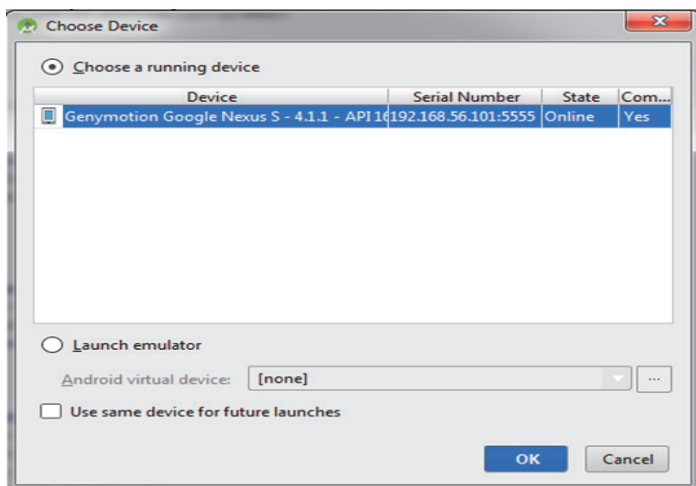 Choose Device
Choose a running device
Device Serial Number State Com...
Genymotion Google Nexus S - 4.1.1 - API 16 192.168.56.101:5555 Online Yes
Launch emulator
Android virtual device: [none] ...
Use same device for future launches
OK Cancel